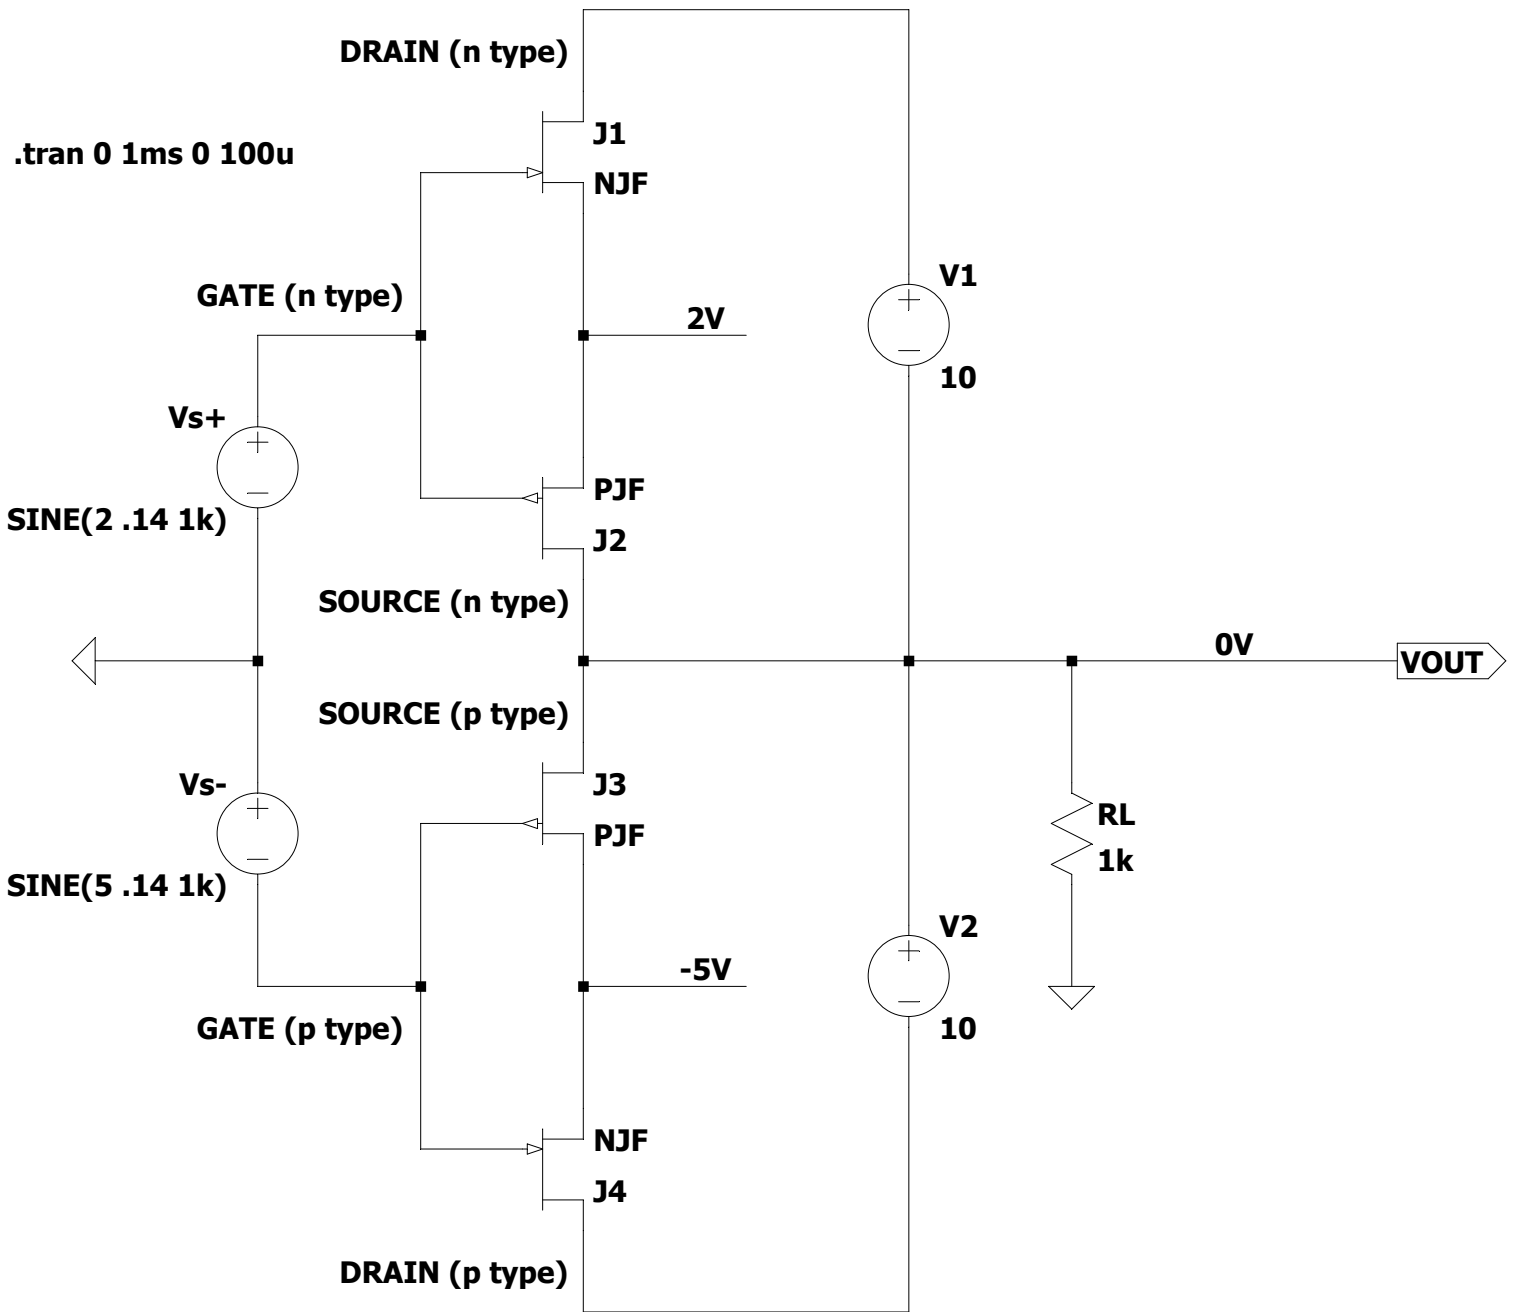 DRAIN (n type)
J1
.tran 0 1ms 0 100u
NJF
V1
GATE (n type)
2V
10
Vs+
PJF
SINE(2 .14 1k)
J2
SOURCE (n type)
0V
VOUT
SOURCE (p type)
Vs-
J3
RL
PJF
1k
SINE(5 .14 1k)
V2
-5V
GATE (p type)
10
NJF
J4
DRAIN (p type)